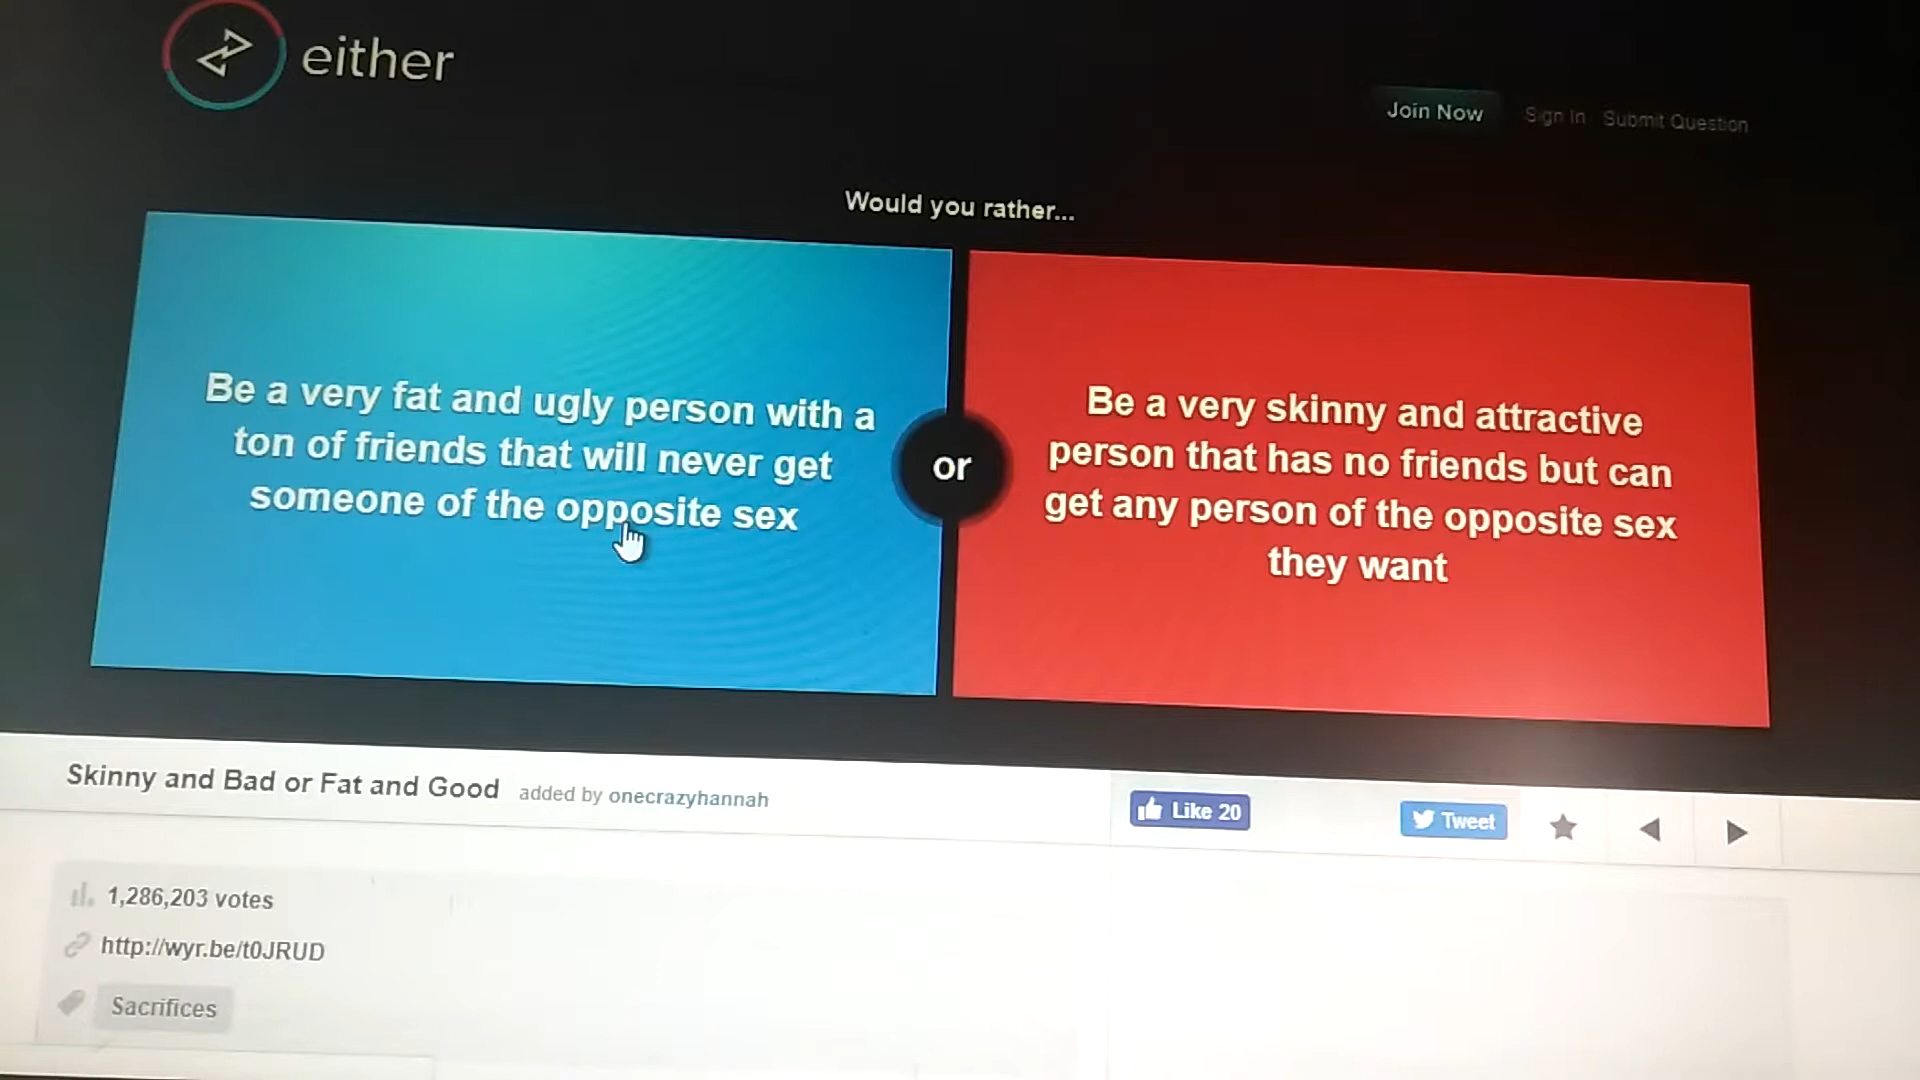 either
Join Now
Sign In
Submit Question
Would you rather...
Be a very fat and ugly person with a
ton of friends that will never get
someone of the opposite sex
or
Be a very skinny and attractive
person that has no friends but can
get any person of the opposite sex
they want
Skinny and Bad or Fat and Good
added by onecrazyhannah
Like 20
Tweet
1,286,203 votes
http://wyr.be/t0JRUD
Sacrifices